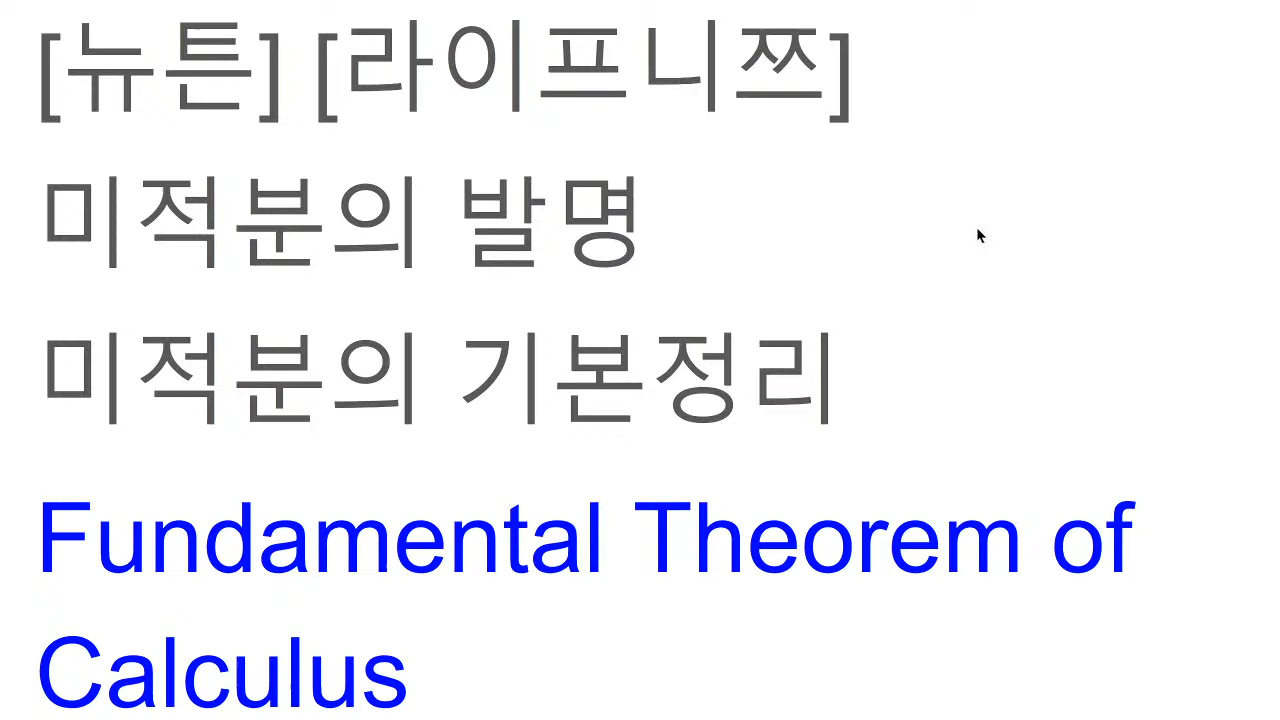 [뉴튼] [라이프니쯔]
미적분의 발명
미적분의 기본정리
Fundamental Theorem of
Calculus